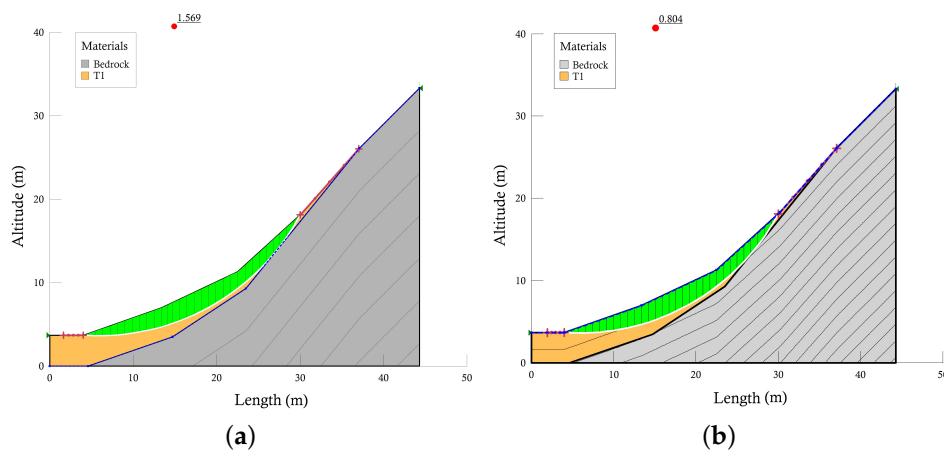 1.569
40
30
20
10
0
Altitude (m)
Materials
Bedrock
T1
0 10 20 30 40 50
Length (m)
(a)
0.804
40
30
20
10
0
Altitude (m)
Materials
Bedrock
T1
0 10 20 30 40 50
Length (m)
(b)